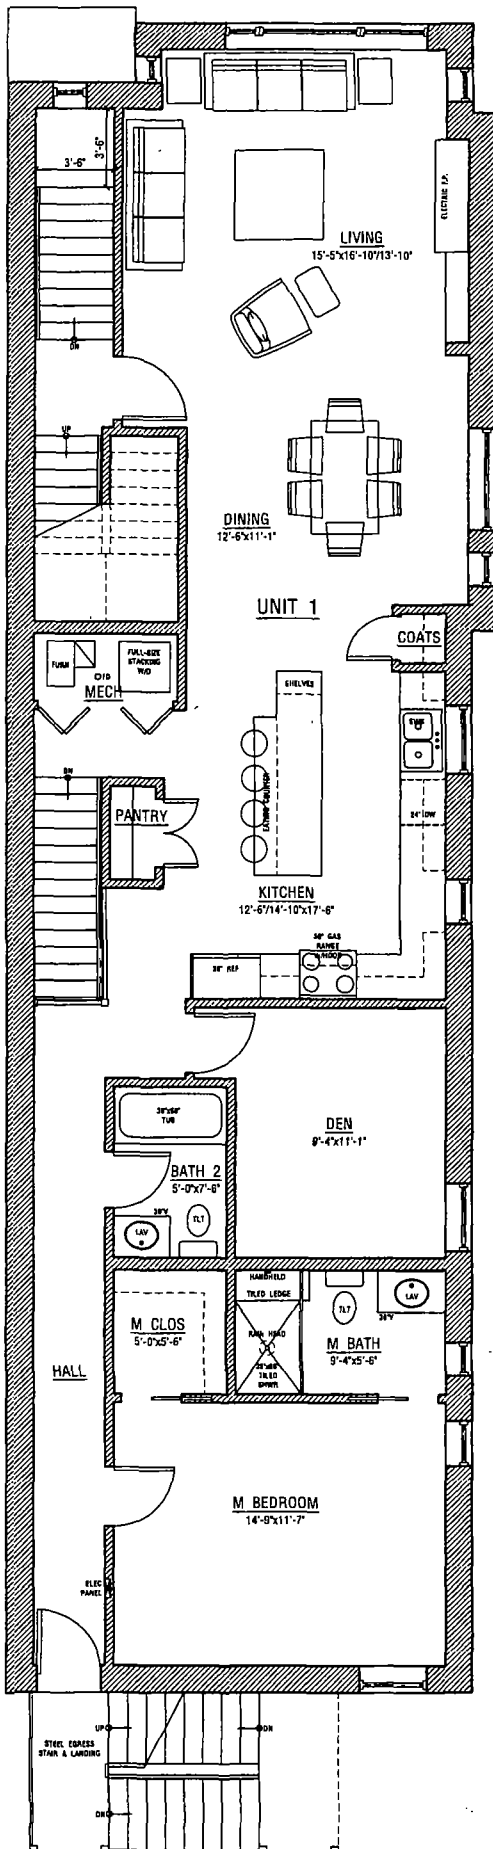 3'-6"
3'-6"
ELECTRIC F.P.
LIVING
15'-5"x16'-10"/13'-10"
DN
UP
DINING
12'-6"x11'-1"
UNIT 1
COATS
FURN
FULL-SIZE
STACKING
W/D
MECH
SHELVES
SINK
DN
PANTRY
EATING COUNTER
24" DW
KITCHEN
12'-6"/14'-10"x17'-6"
30" GAS
RANGE
W/HOOD
36" REF
DEN
9'-4"x11'-1"
30"x60"
TUB
BATH 2
5'-0"x7'-6"
30"V
LAV
TLT
HANDHELD
TILED LEDGE
M CLOS
5'-0"x5'-6"
RAIN HEAD
TILED
SHWR
TLT
LAV
30"V
M BATH
9'-4"x5'-6"
HALL
M BEDROOM
14'-9"x11'-7"
ELEC
PANEL
STEEL EGRESS
STAIR & LANDING
UP
DN
DN